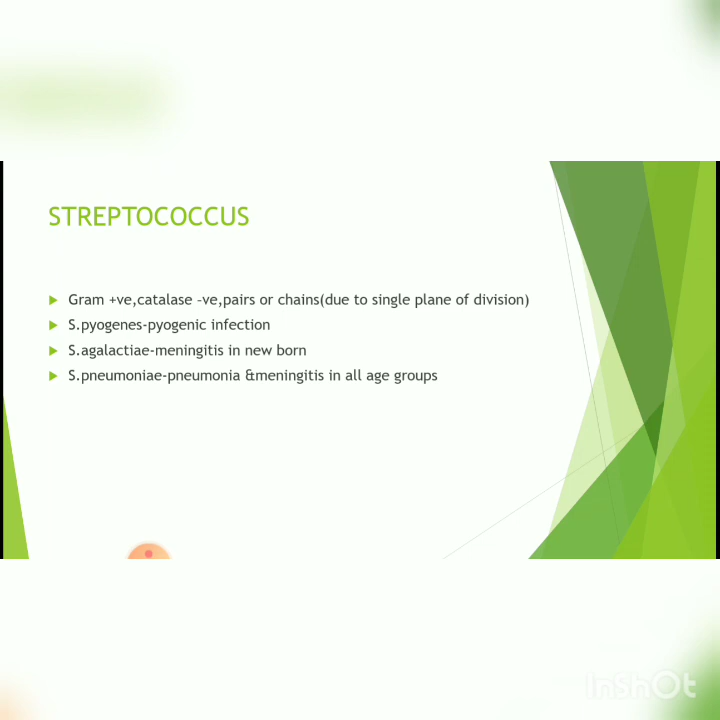 STREPTOCOCCUS
Gram +ve,catalase –ve,pairs or chains(due to single plane of division)
S.pyogenes-pyogenic infection
S.agalactiae-meningitis in new born
S.pneumoniae-pneumonia &meningitis in all age groups
InShOt